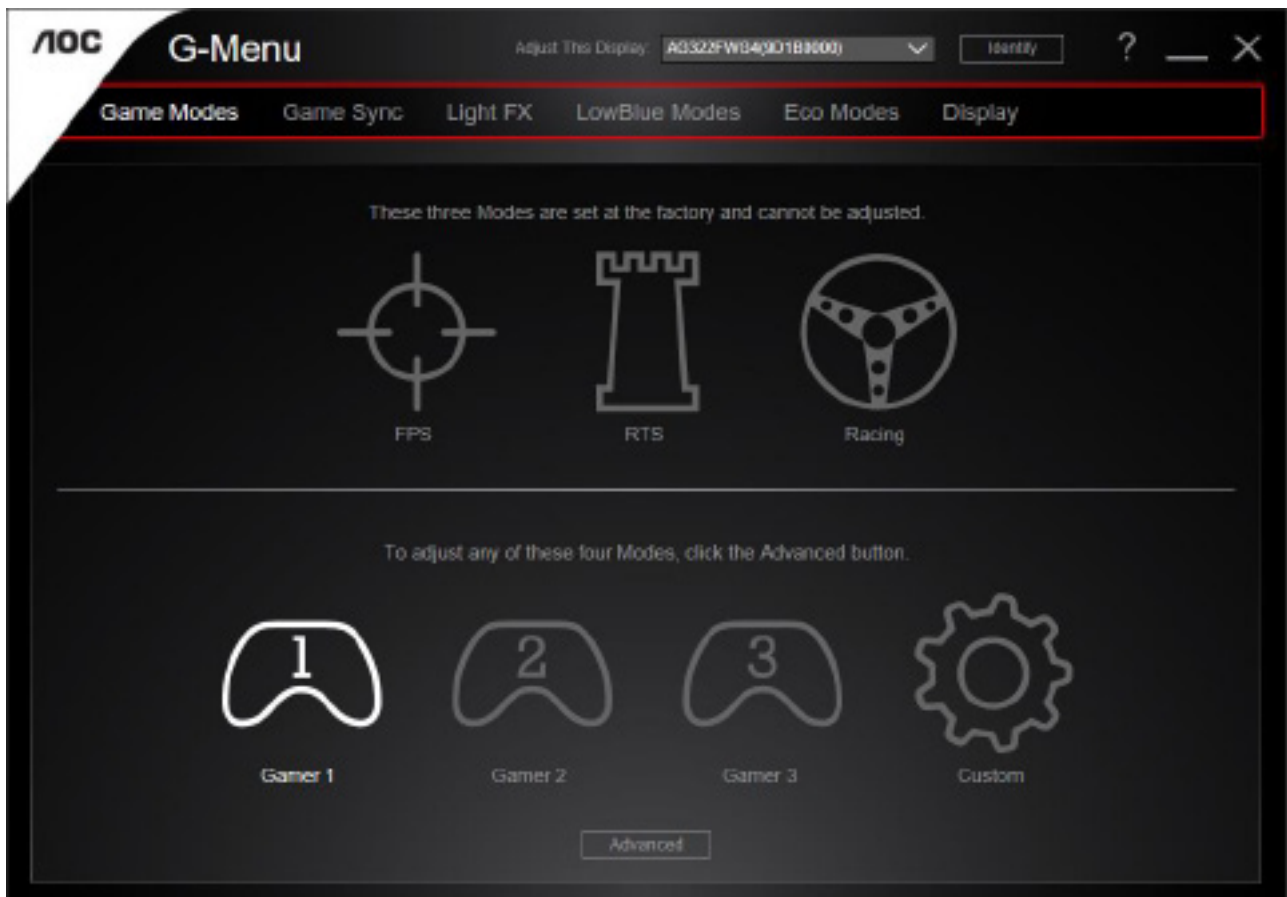 AOC
G-Menu
Adjust This Display:
AG322FWG4(9D1B0000)
Identify
?
Game Modes
Game Sync
Light FX
LowBlue Modes
Eco Modes
Display
These three Modes are set at the factory and cannot be adjusted.
FPS
RTS
Racing
To adjust any of these four Modes, click the Advanced button.
1
2
3
Gamer 1
Gamer 2
Gamer 3
Custom
Advanced